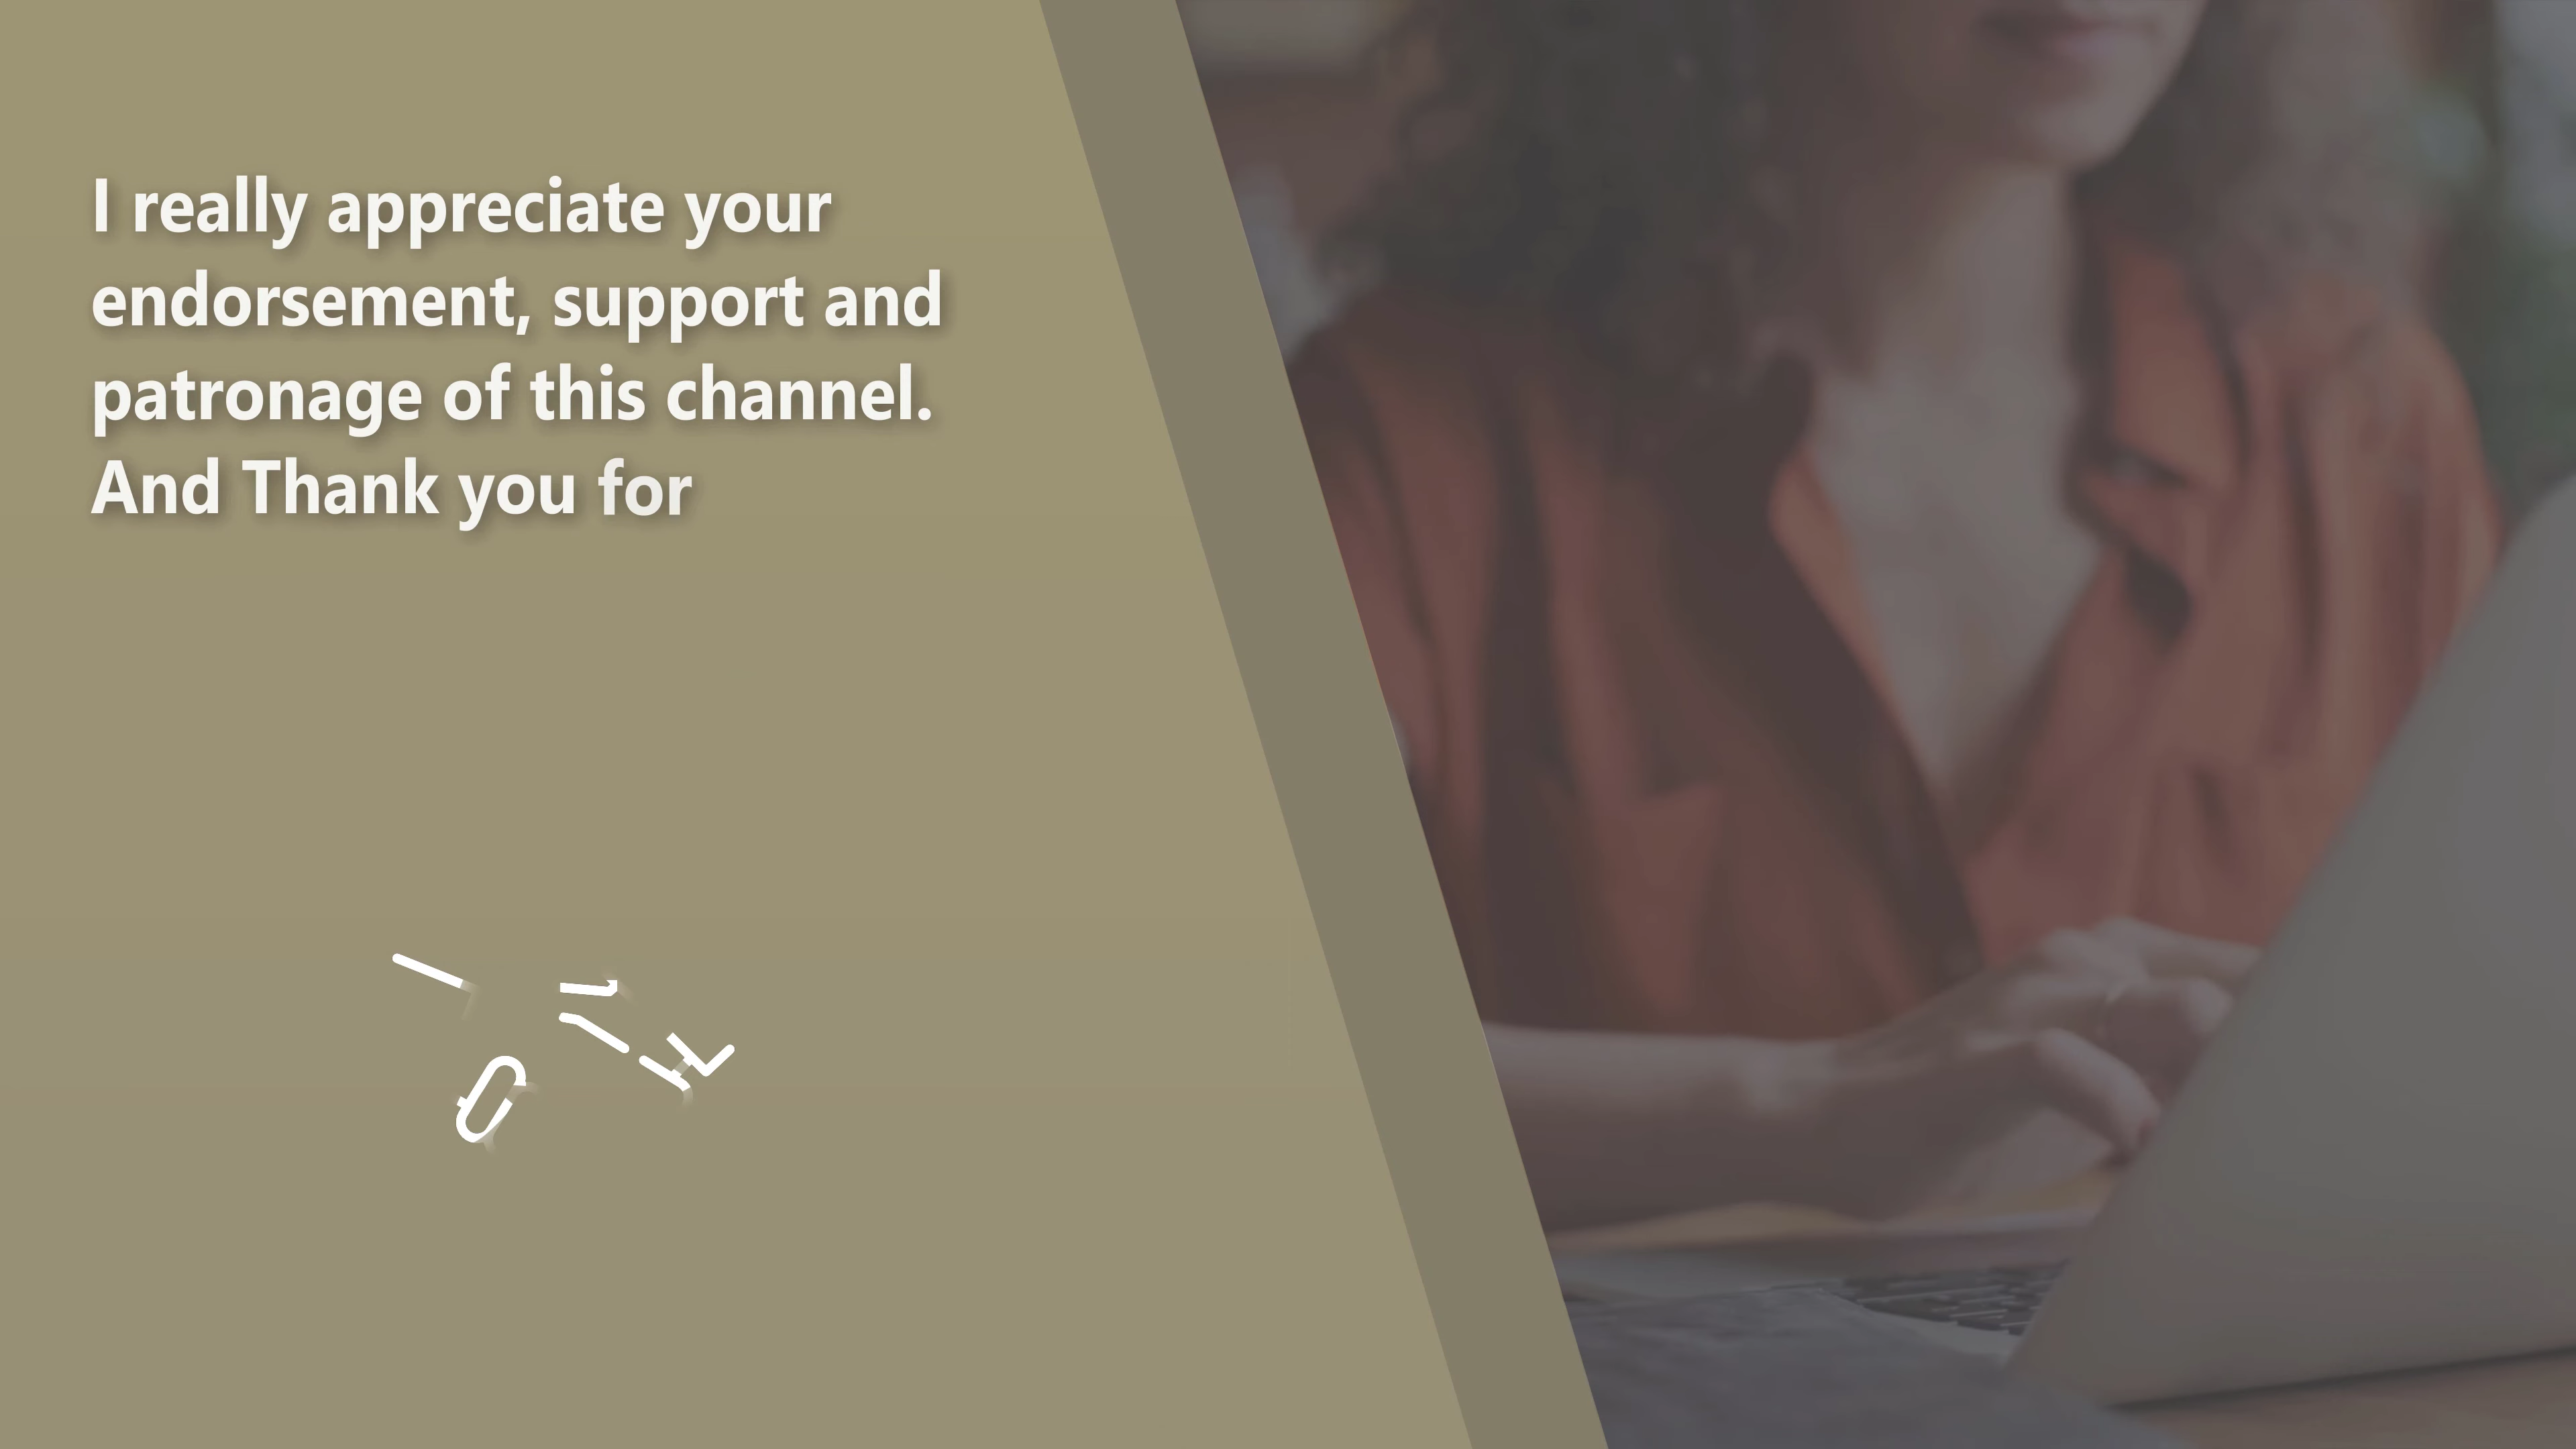 I really appreciate your
endorsement, support and
patronage of this channel.
And Thank you for